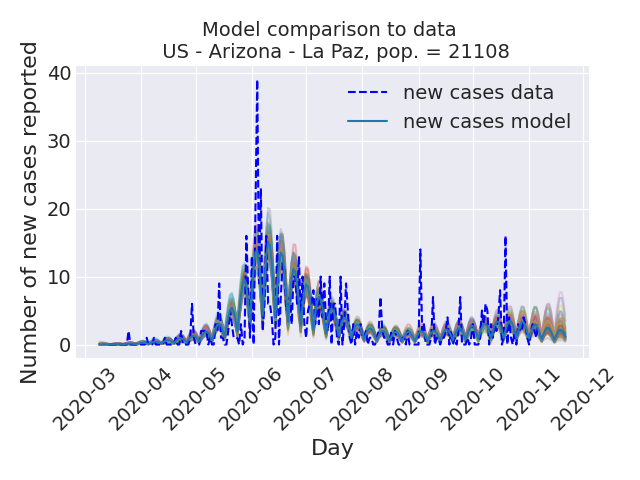 Model comparison to data
US - Arizona - La Paz, pop. = 21108
new cases data
new cases model
Number of new cases reported
40
30
20
10
0
2020-03
2020-04
2020-05
2020-06
2020-07
2020-08
2020-09
2020-10
2020-11
2020-12
Day